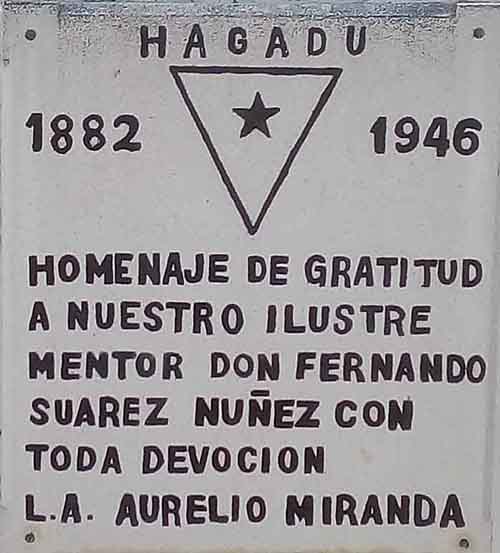 HAGADU
1882 1946
HOMENAJE DE GRATITUD
A NUESTRO ILUSTRE
MENTOR DON FERNANDO
SUAREZ NUÑEZ CON
TODA DEVOCION
L.A. AURELIO MIRANDA